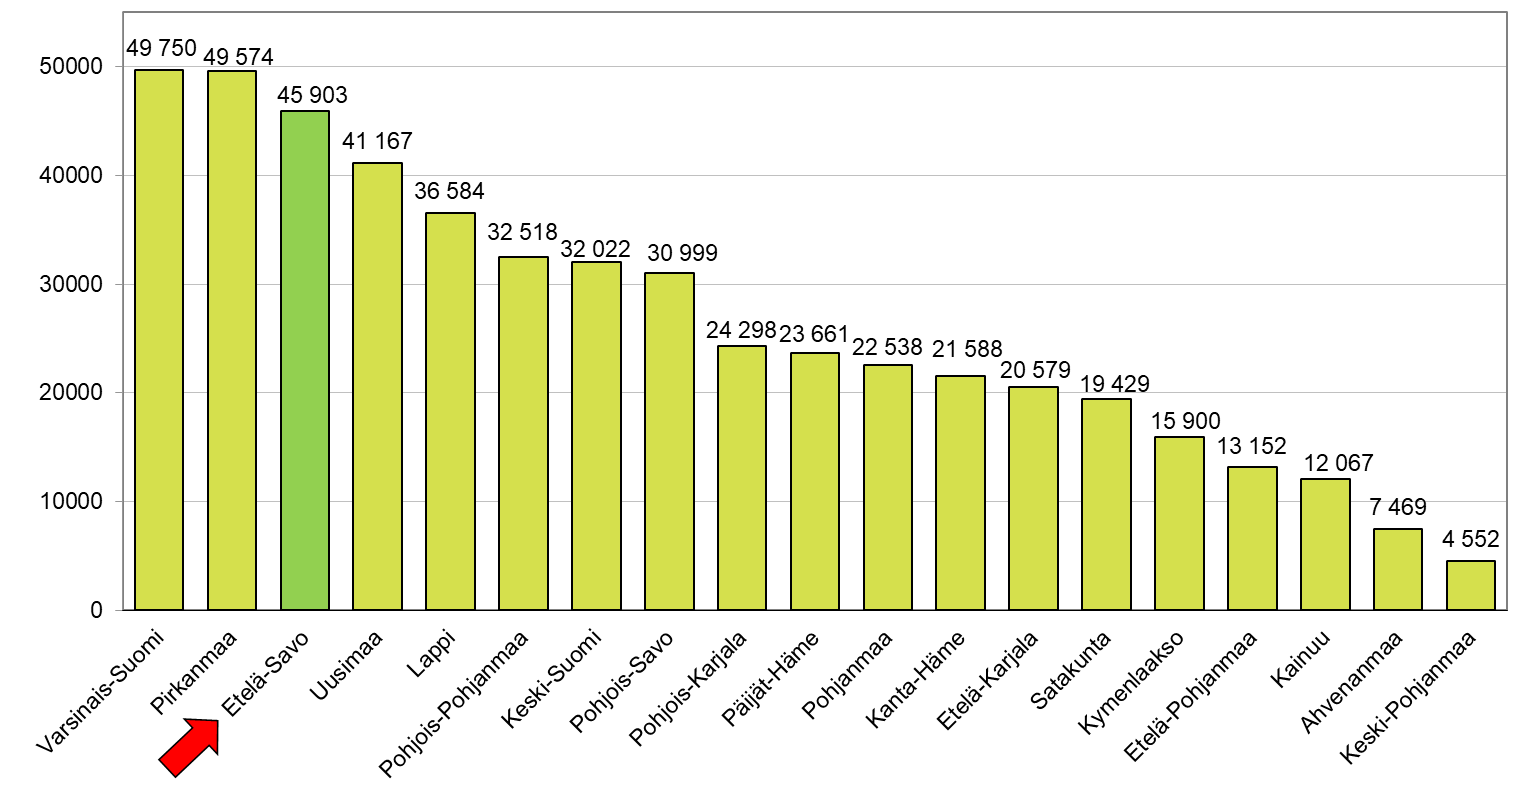 50000
40000
30000
20000
10000
0
49 750
49 574
45 903
41 167
36 584
32 518
32 022
30 999
24 298
23 661
22 538
21 588
20 579
19 429
15 900
13 152
12 067
7 469
4 552
Varsinais-Suomi
Pirkanmaa
Etelä-Savo
Uusimaa
Lappi
Pohjois-Pohjanmaa
Keski-Suomi
Pohjois-Savo
Pohjois-Karjala
Päijät-Häme
Pohjanmaa
Kanta-Häme
Etelä-Karjala
Satakunta
Kymenlaakso
Etelä-Pohjanmaa
Kainuu
Ahvenanmaa
Keski-Pohjanmaa